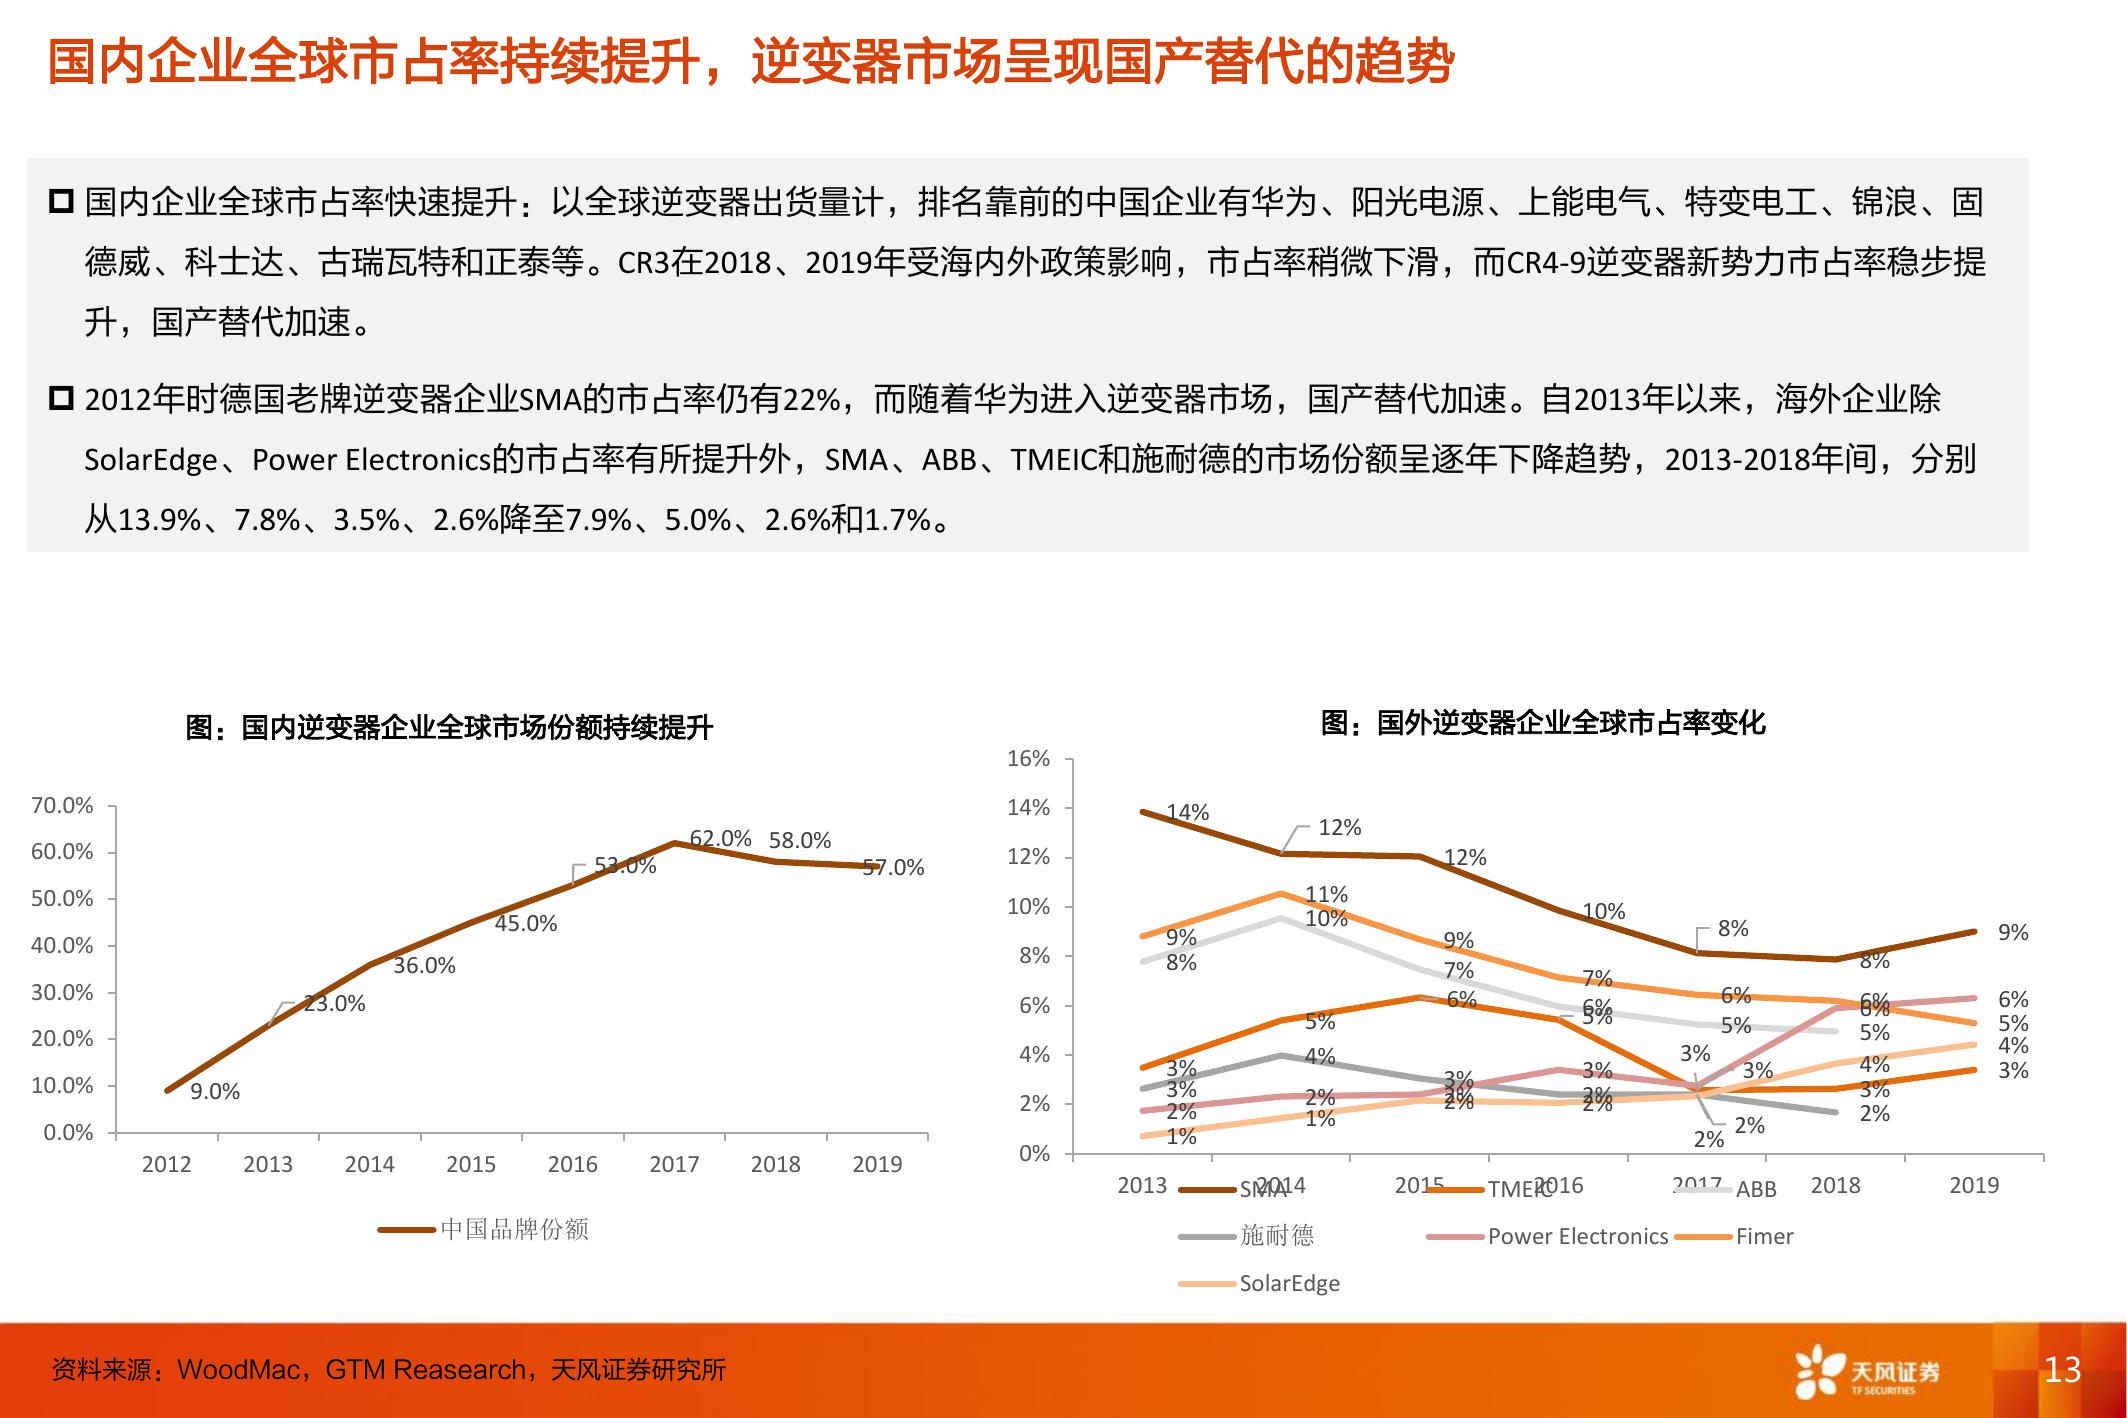 国内企业全球市占率持续提升，逆变器市场呈现国产替代的趋势
国内企业全球市占率快速提升：以全球逆变器出货量计，排名靠前的中国企业有华为、阳光电源、上能电气、特变电工、锦浪、固
德威、科士达、古瑞瓦特和正泰等。CR3在2018、2019年受海内外政策影响，市占率稍微下滑，而CR4-9逆变器新势力市占率稳步提
升，国产替代加速。
2012年时德国老牌逆变器企业SMA的市占率仍有22%，而随着华为进入逆变器市场，国产替代加速。自2013年以来，海外企业除
SolarEdge、Power Electronics的市占率有所提升外，SMA、ABB、TMEIC和施耐德的市场份额呈逐年下降趋势，2013-2018年间，分别
从13.9%、7.8%、3.5%、2.6%降至7.9%、5.0%、2.6%和1.7%。
图：国内逆变器企业全球市场份额持续提升
70.0%
60.0%
50.0%
40.0%
30.0%
20.0%
10.0%
0.0%
9.0%
23.0%
36.0%
45.0%
53.0%
62.0%
58.0%
57.0%
2012 2013 2014 2015 2016 2017 2018 2019
中国品牌份额
图：国外逆变器企业全球市占率变化
16%
14%
12%
10%
8%
6%
4%
2%
0%
14% 12% 12% 10% 8% 8% 9%
9% 11% 9% 7% 6% 6% 5%
8% 10% 7% 6% 5% 5%
3% 5% 6% 5% 3% 3% 3%
3% 4% 3% 2% 2% 2%
2% 2% 2% 3% 3% 6% 6%
1% 1% 2% 2% 2% 4% 4%
2013 2014 2015 2016 2017 2018 2019
SMA TMEIC ABB
施耐德 Power Electronics Fimer
SolarEdge
资料来源：WoodMac，GTM Reasearch，天风证券研究所
天风证券
TF SECURITIES
13